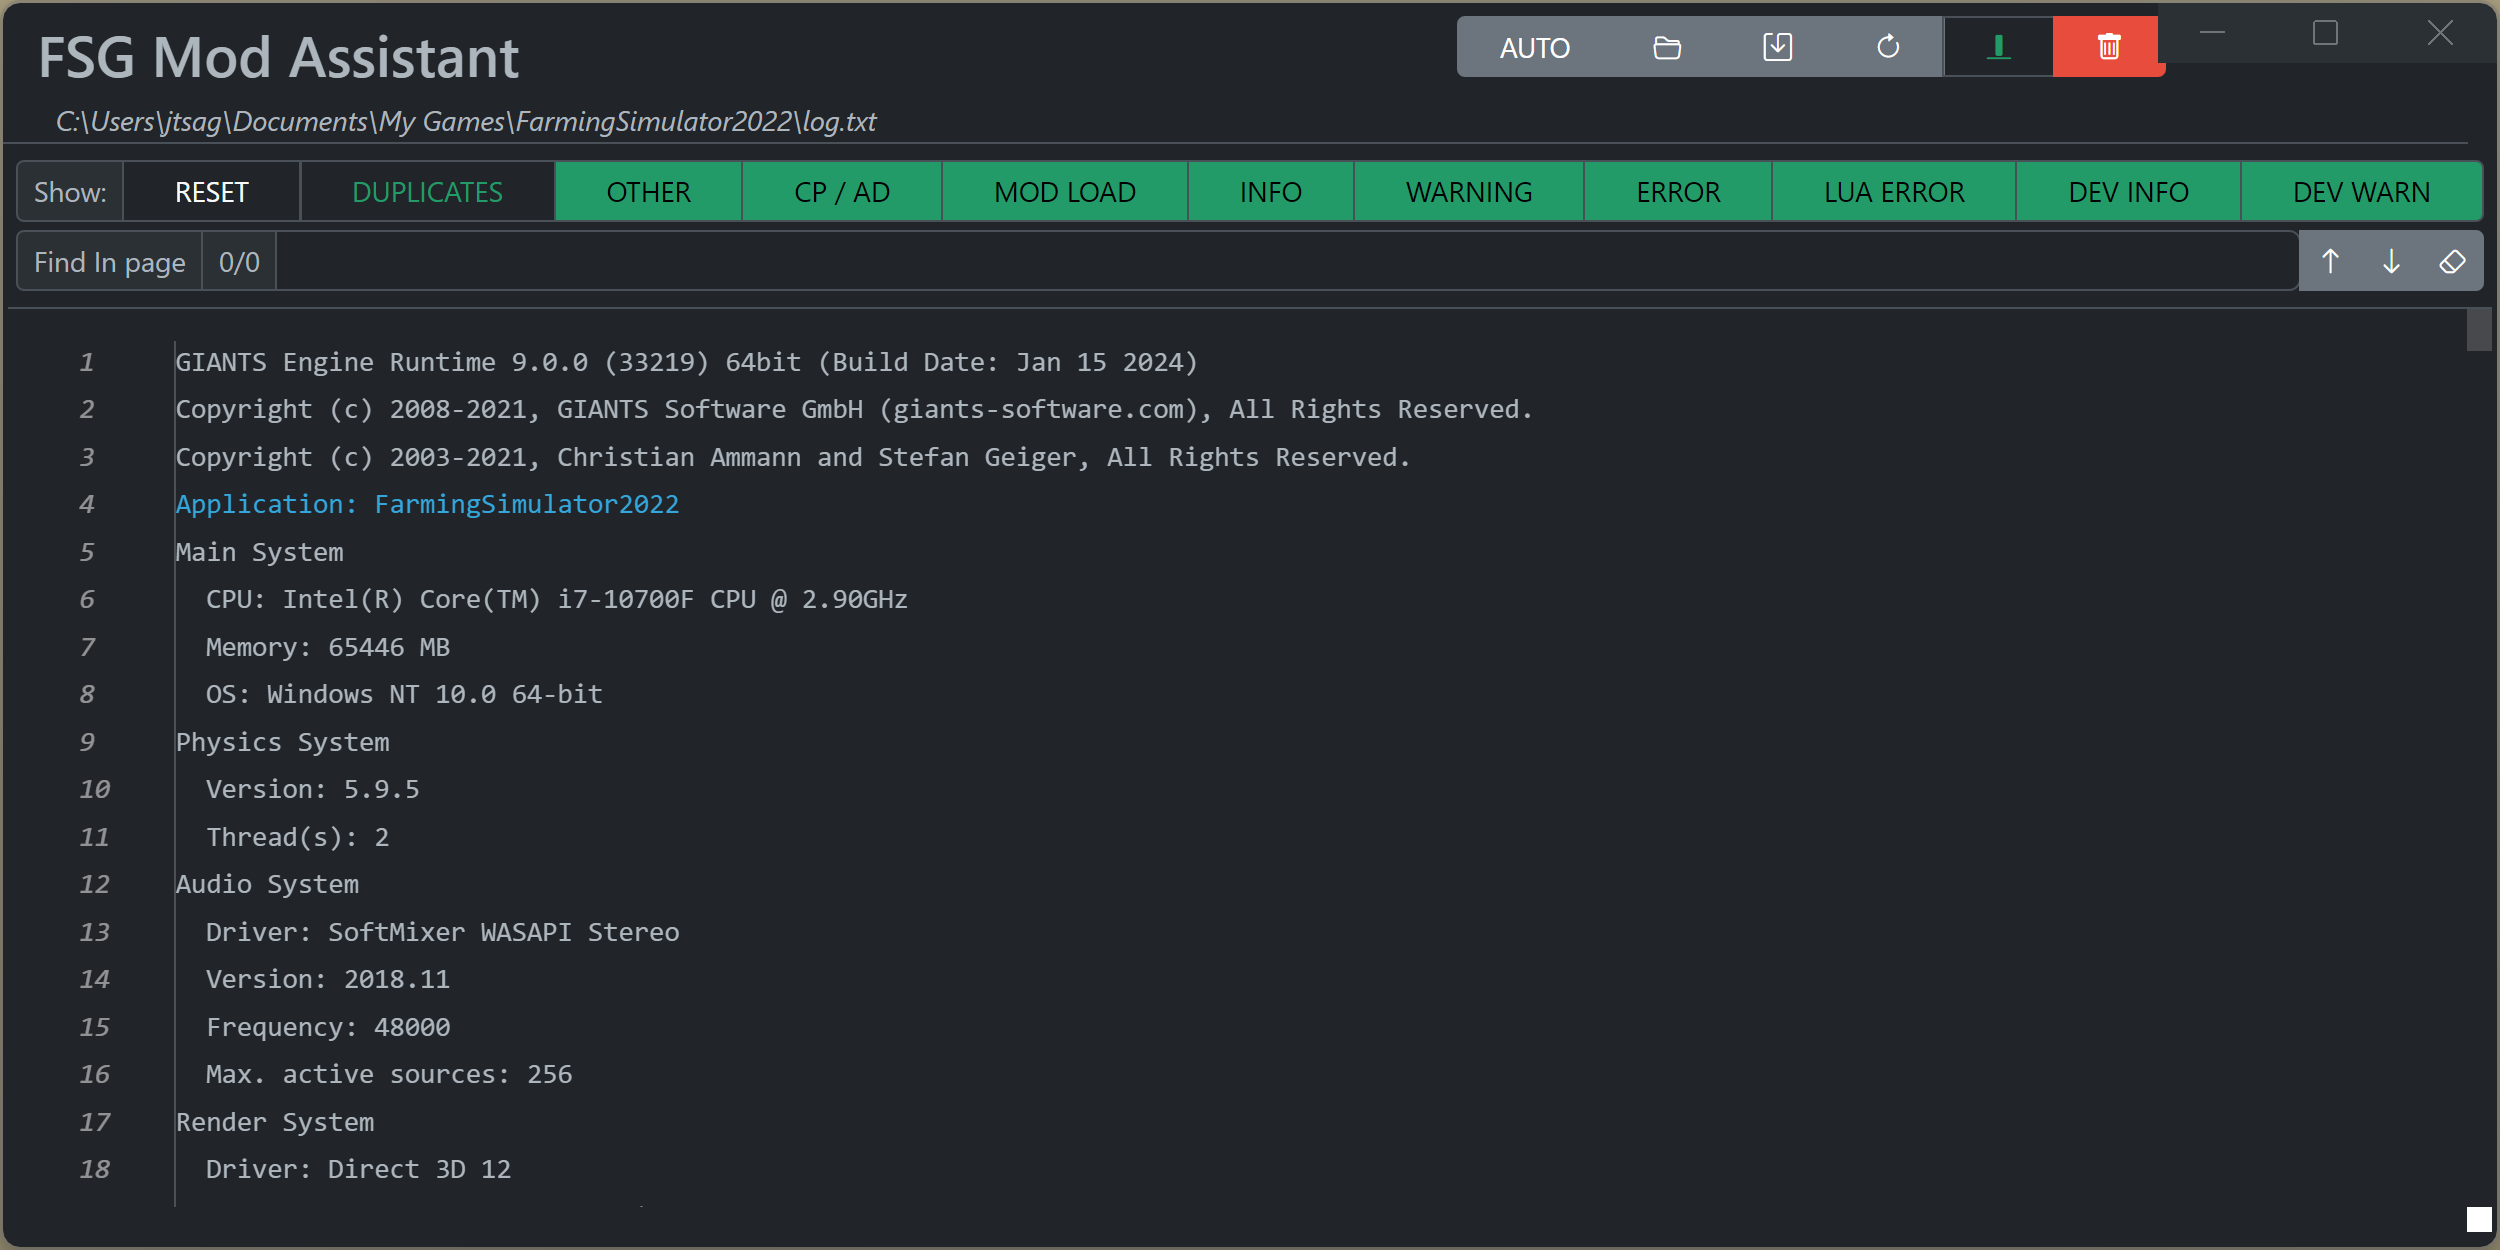 FSG Mod Assistant
AUTO
C:\Users\jtsag\Documents\My Games\FarmingSimulator2022\log.txt
Show: RESET DUPLICATES OTHER CP / AD MOD LOAD INFO WARNING ERROR LUA ERROR DEV INFO DEV WARN
Find In page 0/0
1 GIANTS Engine Runtime 9.0.0 (33219) 64bit (Build Date: Jan 15 2024)
2 Copyright (c) 2008-2021, GIANTS Software GmbH (giants-software.com), All Rights Reserved.
3 Copyright (c) 2003-2021, Christian Ammann and Stefan Geiger, All Rights Reserved.
4 Application: FarmingSimulator2022
5 Main System
6 CPU: Intel(R) Core(TM) i7-10700F CPU @ 2.90GHz
7 Memory: 65446 MB
8 OS: Windows NT 10.0 64-bit
9 Physics System
10 Version: 5.9.5
11 Thread(s): 2
12 Audio System
13 Driver: SoftMixer WASAPI Stereo
14 Version: 2018.11
15 Frequency: 48000
16 Max. active sources: 256
17 Render System
18 Driver: Direct 3D 12